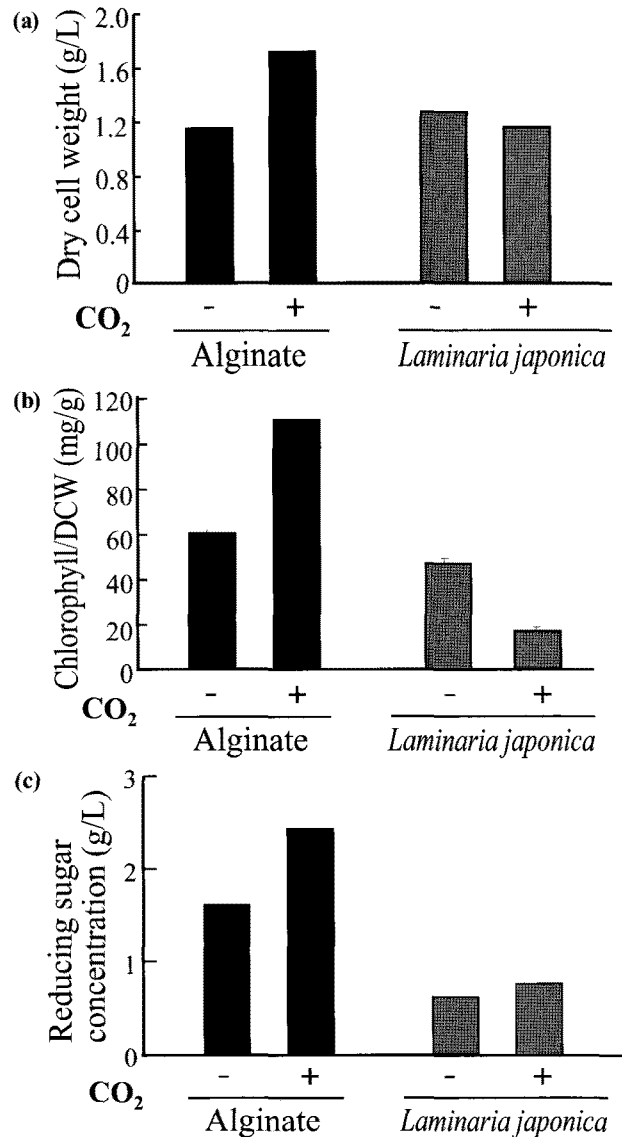 (a)
Dry cell weight (g/L)
2.0
1.6
1.2
0.8
0.4
0
CO₂ - + - +
Alginate Laminaria japonica
(b)
Chlorophyll/DCW (mg/g)
120
100
80
60
40
20
0
CO₂ - + - +
Alginate Laminaria japonica
(c)
Reducing sugar
concentration (g/L)
3
2
1
0
CO₂ - + - +
Alginate Laminaria japonica